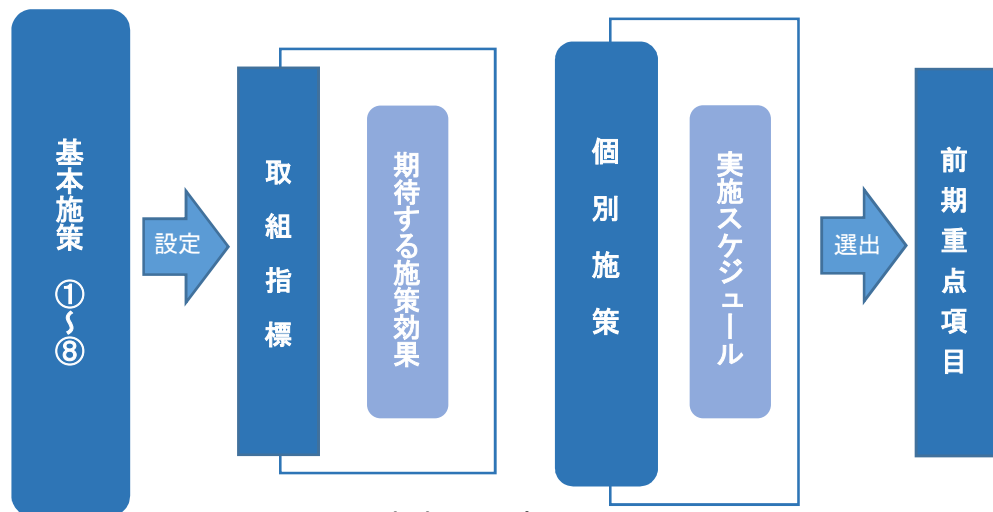 基本施策 ①～⑧
設定
取組指標
期待する施策効果
個別施策
実施スケジュール
選出
前期重点項目